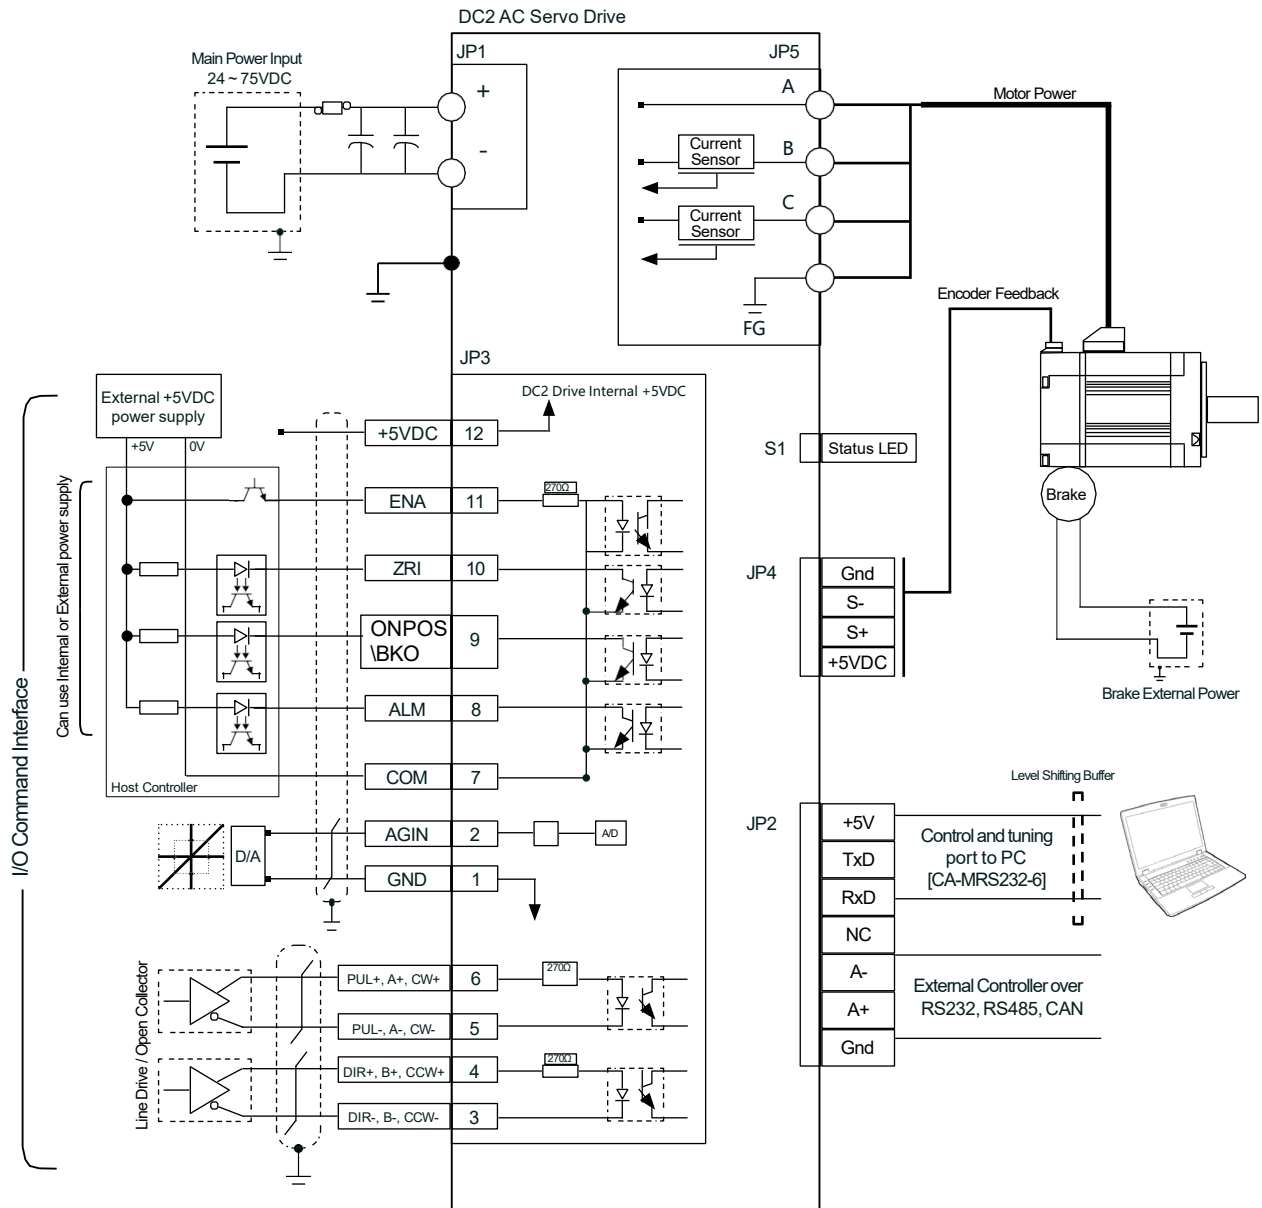 DC2 AC Servo Drive
Main Power Input
24 ~ 75VDC
JP1
+
-
JP5
A
Current
Sensor
B
Current
Sensor
C
FG
Motor Power
Encoder Feedback
JP3
DC2 Drive Internal +5VDC
External +5VDC
power supply
+5V
0V
+5VDC
12
ENA
11
270Ω
ZRI
10
ONPOS
\BKO
9
ALM
8
COM
7
Host Controller
Can use Internal or External power supply
I/O Command Interface
D/A
AGIN
2
A/D
GND
1
Line Drive / Open Collector
PUL+, A+, CW+
6
270Ω
PUL-, A-, CW-
5
DIR+, B+, CCW+
4
270Ω
DIR-, B-, CCW-
3
S1
Status LED
Brake
JP4
Gnd
S-
S+
+5VDC
Brake External Power
Level Shifting Buffer
JP2
+5V
TxD
RxD
NC
A-
A+
Gnd
Control and tuning
port to PC
[CA-MRS232-6]
External Controller over
RS232, RS485, CAN